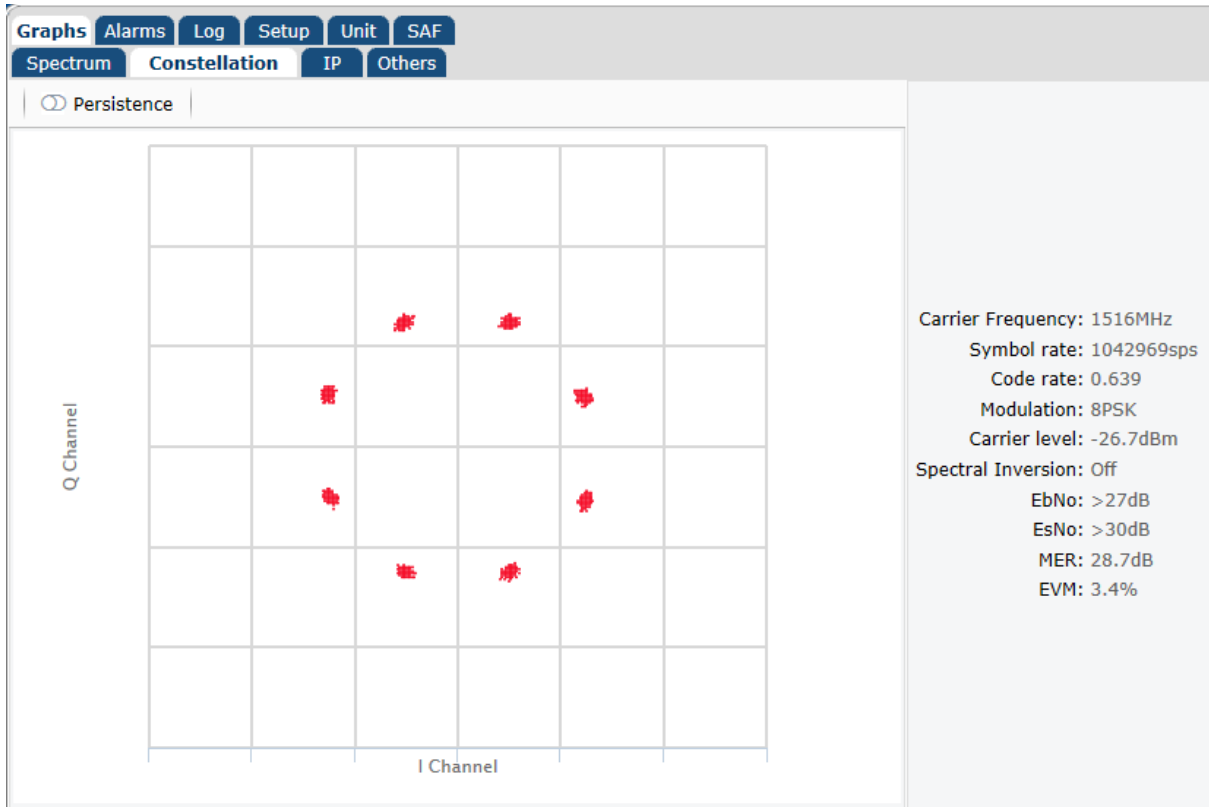 Graphs Alarms Log Setup Unit SAF
Spectrum Constellation IP Others
Persistence
Q Channel
I Channel
Carrier Frequency: 1516MHz
Symbol rate: 1042969sps
Code rate: 0.639
Modulation: 8PSK
Carrier level: -26.7dBm
Spectral Inversion: Off
EbNo: >27dB
EsNo: >30dB
MER: 28.7dB
EVM: 3.4%